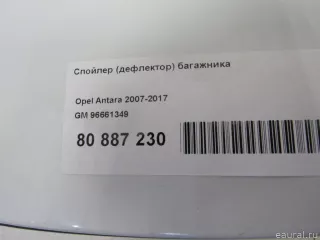 Спойлер (дефлектор) багажника
Opel Antara 2007-2017
GM 96661349
80 887 230
eaural.ru